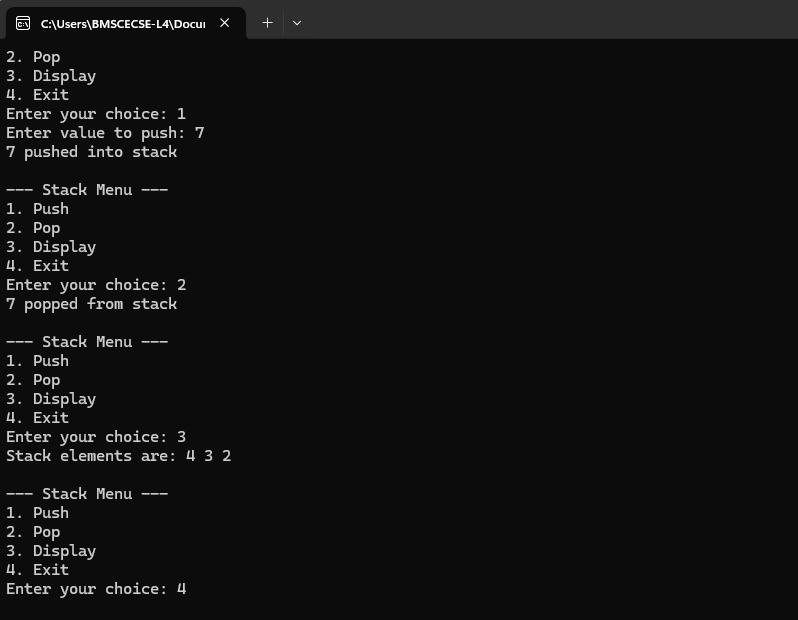 C:\Users\BMSCECSE-L4\Docu
2. Pop
3. Display
4. Exit
Enter your choice: 1
Enter value to push: 7
7 pushed into stack
--- Stack Menu ---
1. Push
2. Pop
3. Display
4. Exit
Enter your choice: 2
7 popped from stack
--- Stack Menu ---
1. Push
2. Pop
3. Display
4. Exit
Enter your choice: 3
Stack elements are: 4 3 2
--- Stack Menu ---
1. Push
2. Pop
3. Display
4. Exit
Enter your choice: 4